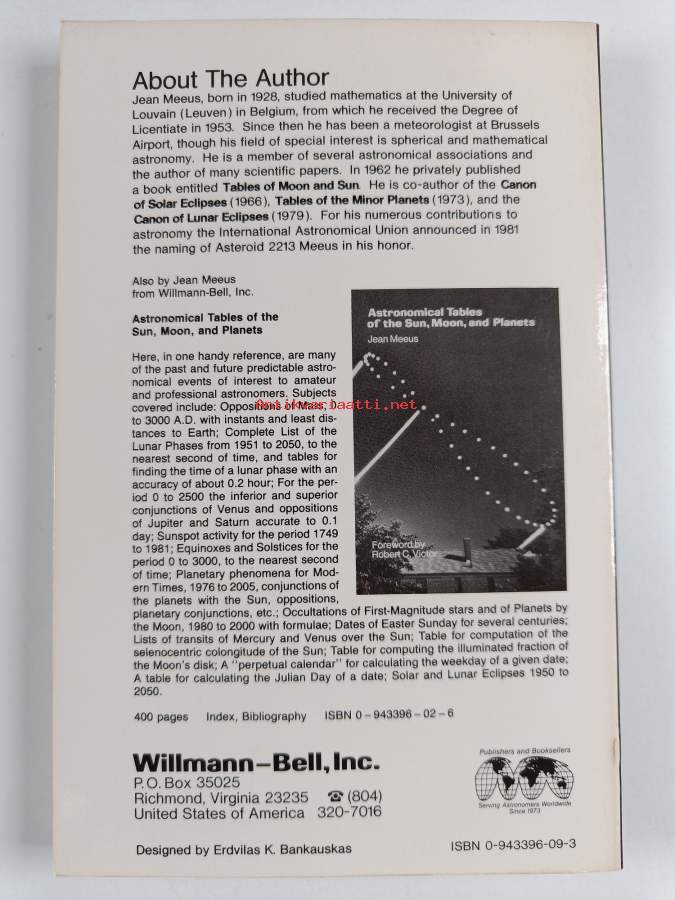 About The Author
Jean Meeus, born in 1928, studied mathematics at the University of
Louvain (Leuven) in Belgium, from which he received the Degree of
Licentiate in 1953. Since then he has been a meteorologist at Brussels
Airport, though his field of special interest is spherical and mathematical
astronomy. He is a member of several astronomical associations and
the author of many scientific papers. In 1962 he privately published
a book entitled Tables of Moon and Sun. He is co-author of the Canon
of Solar Eclipses (1966), Tables of the Minor Planets (1973), and the
Canon of Lunar Eclipses (1979). For his numerous contributions to
astronomy the International Astronomical Union announced in 1981
the naming of Asteroid 2213 Meeus in his honor.
Also by Jean Meeus
from Willmann-Bell, Inc.
Astronomical Tables of the
Sun, Moon, and Planets
Here, in one handy reference, are many
of the past and future predictable astro-
nomical events of interest to amateur
and professional astronomers. Subjects
covered include: Oppositions of Mars, 0
to 3000 A.D. with instants and least dis-
tances to Earth; Complete List of the
Lunar Phases from 1951 to 2050, to the
nearest second of time, and tables for
finding the time of a lunar phase with an
accuracy of about 0.2 hour; For the per-
iod 0 to 2500 the inferior and superior
conjunctions of Venus and oppositions
of Jupiter and Saturn accurate to 0.1
day; Sunspot activity for the period 1749
to 1981; Equinoxes and Solstices for the
period 0 to 3000, to the nearest second
of time; Planetary phenomena for Mod-
ern Times, 1976 to 2005, conjunctions of
the planets with the Sun, oppositions,
planetary conjunctions, etc.; Occultations of First-Magnitude stars and of Planets by
the Moon, 1980 to 2000 with formulae; Dates of Easter Sunday for several centuries;
Lists of transits of Mercury and Venus over the Sun; Table for computation of the
selenocentric colongitude of the Sun; Table for computing the illuminated fraction of
the Moon's disk; A "perpetual calendar" for calculating the weekday of a given date;
A table for calculating the Julian Day of a date; Solar and Lunar Eclipses 1950 to
2050.
Astronomical Tables
of the Sun, Moon, and Planets
Jean Meeus
Foreword by
Robert C. Victor
Antikvariaatti.net
400 pages Index, Bibliography ISBN 0-943396-02-6
Willmann-Bell, Inc.
P.O. Box 35025
Richmond, Virginia 23235 ☎ (804)
United States of America 320-7016
Publishers and Booksellers
Serving Astronomers Worldwide
Since 1973
Designed by Erdvilas K. Bankauskas
ISBN 0-943396-09-3